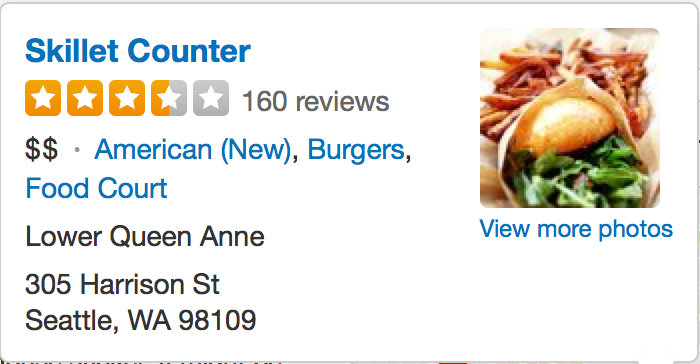 Skillet Counter
160 reviews
$$ · American (New), Burgers,
Food Court
Lower Queen Anne
305 Harrison St
Seattle, WA 98109
View more photos